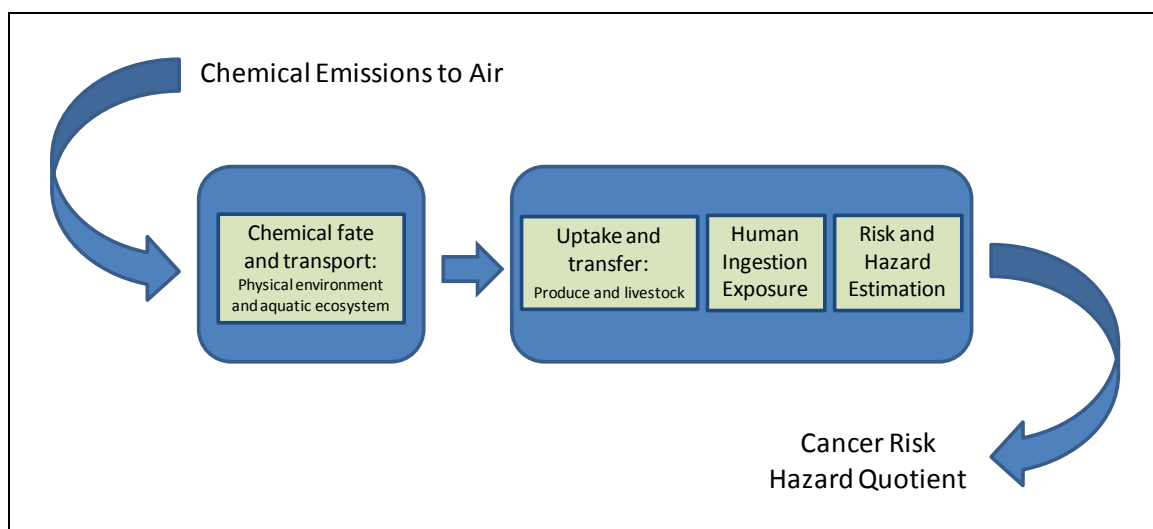 Chemical Emissions to Air
Chemical fate
and transport:
Physical environment
and aquatic ecosystem
Uptake and
transfer:
Produce and livestock
Human
Ingestion
Exposure
Risk and
Hazard
Estimation
Cancer Risk
Hazard Quotient